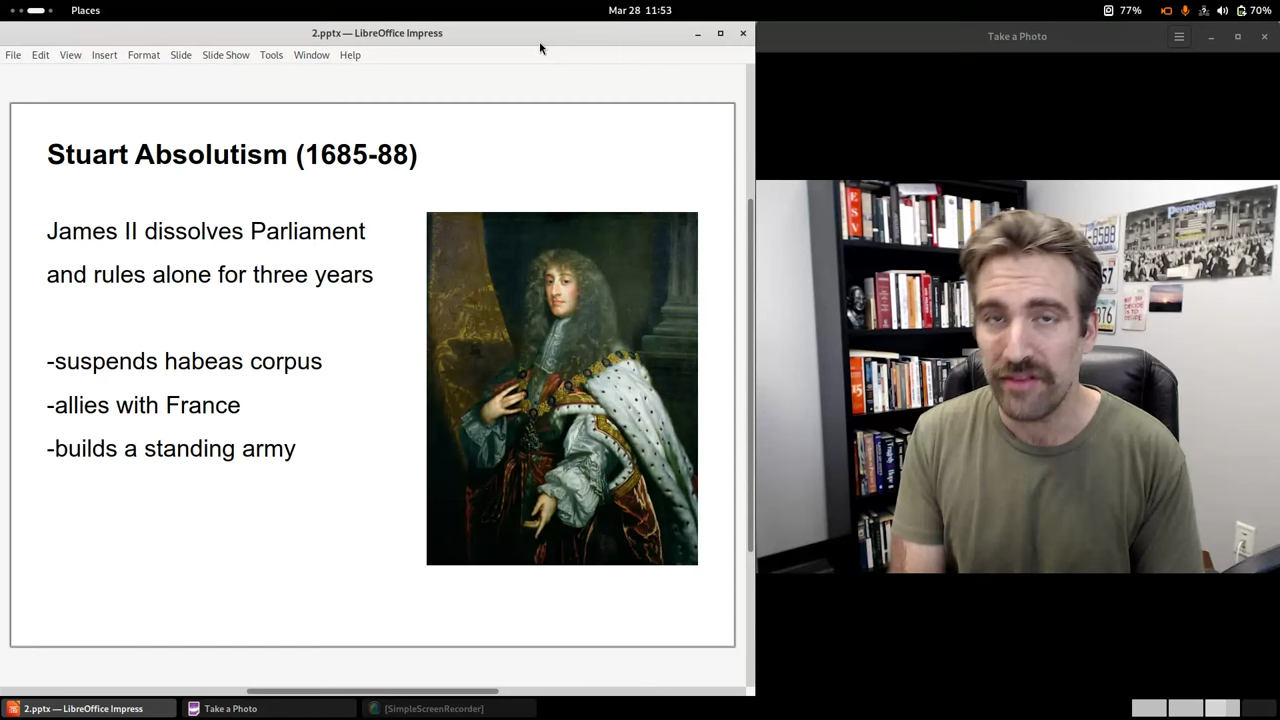 Places
Mar 28 11:53
77%
70%
2.pptx — LibreOffice Impress
File Edit View Insert Format Slide Slide Show Tools Window Help
Stuart Absolutism (1685-88)
James II dissolves Parliament
and rules alone for three years
-suspends habeas corpus
-allies with France
-builds a standing army
Take a Photo
ESV
Perspectives
2.pptx — LibreOffice Impress
Take a Photo
[SimpleScreenRecorder]